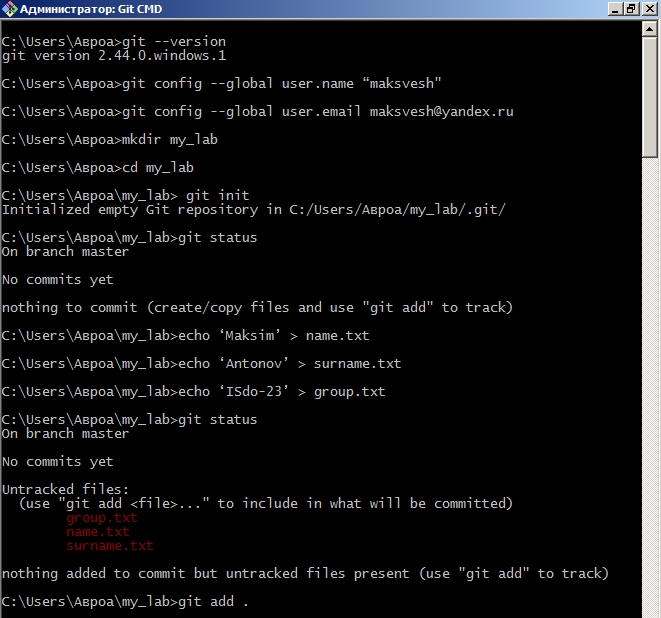 Администратор: Git CMD
C:\Users\Авроа>git --version
git version 2.44.0.windows.1
C:\Users\Авроа>git config --global user.name “maksvesh"
C:\Users\Авроа>git config --global user.email maksvesh@yandex.ru
C:\Users\Авроа>mkdir my_lab
C:\Users\Авроа>cd my_lab
C:\Users\Авроа\my_lab> git init
Initialized empty Git repository in C:/Users/Авроа/my_lab/.git/
C:\Users\Авроа\my_lab>git status
On branch master
No commits yet
nothing to commit (create/copy files and use "git add" to track)
C:\Users\Авроа\my_lab>echo ‘Maksim’ > name.txt
C:\Users\Авроа\my_lab>echo ‘Antonov’ > surname.txt
C:\Users\Авроа\my_lab>echo ‘ISdo-23’ > group.txt
C:\Users\Авроа\my_lab>git status
On branch master
No commits yet
Untracked files:
  (use "git add <file>..." to include in what will be committed)
        group.txt
        name.txt
        surname.txt
nothing added to commit but untracked files present (use "git add" to track)
C:\Users\Авроа\my_lab>git add .